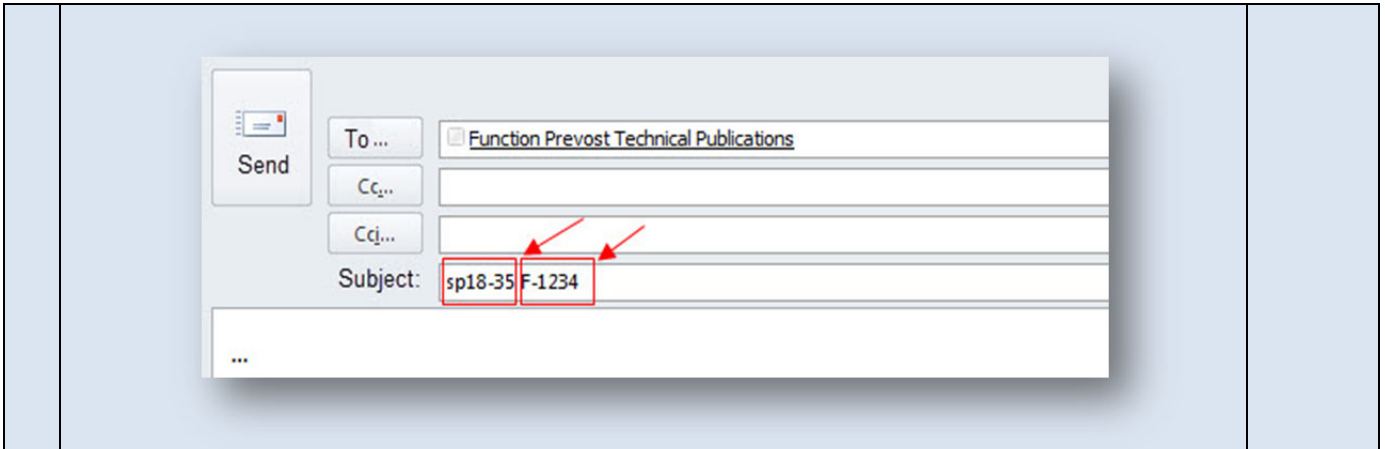 Send
To ... Function Prevost Technical Publications
Cc...
Cci...
Subject: sp18-35 F-1234
...